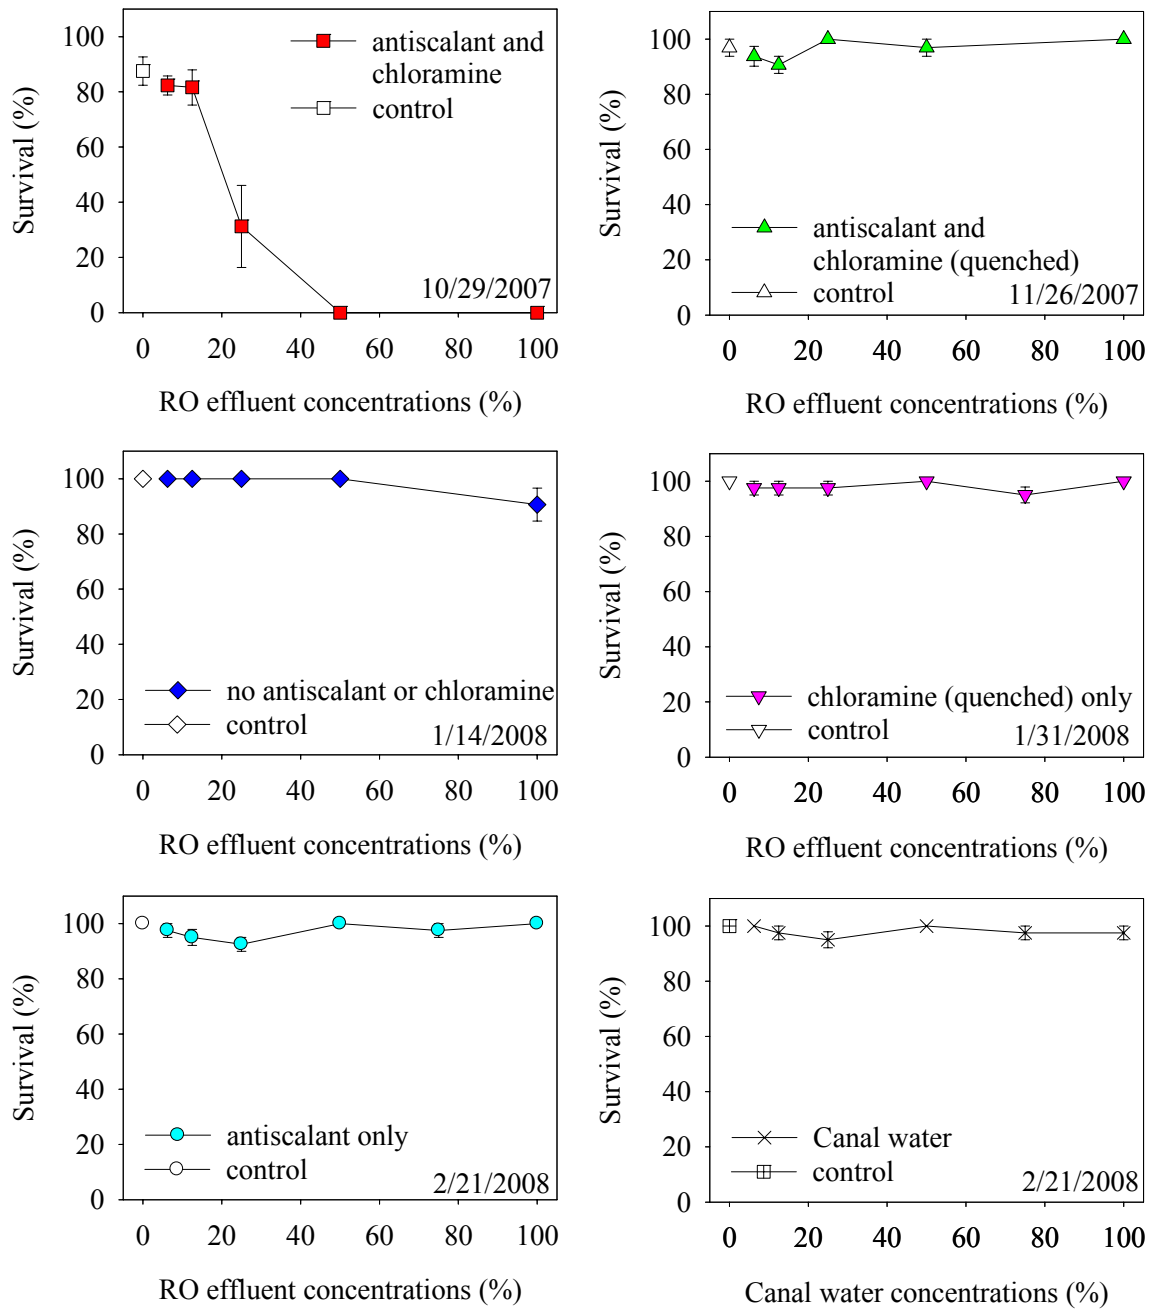 100
80
60
40
20
0
Survival (%)
antiscalant and
chloramine
control
10/29/2007
0 20 40 60 80 100
RO effluent concentrations (%)
100
80
60
40
20
0
Survival (%)
antiscalant and
chloramine (quenched)
control
11/26/2007
0 20 40 60 80 100
RO effluent concentrations (%)
100
80
60
40
20
0
Survival (%)
no antiscalant or chloramine
control
1/14/2008
0 20 40 60 80 100
RO effluent concentrations (%)
100
80
60
40
20
0
Survival (%)
chloramine (quenched) only
control
1/31/2008
0 20 40 60 80 100
RO effluent concentrations (%)
100
80
60
40
20
0
Survival (%)
antiscalant only
control
2/21/2008
0 20 40 60 80 100
RO effluent concentrations (%)
100
80
60
40
20
0
Survival (%)
Canal water
control
2/21/2008
0 20 40 60 80 100
Canal water concentrations (%)